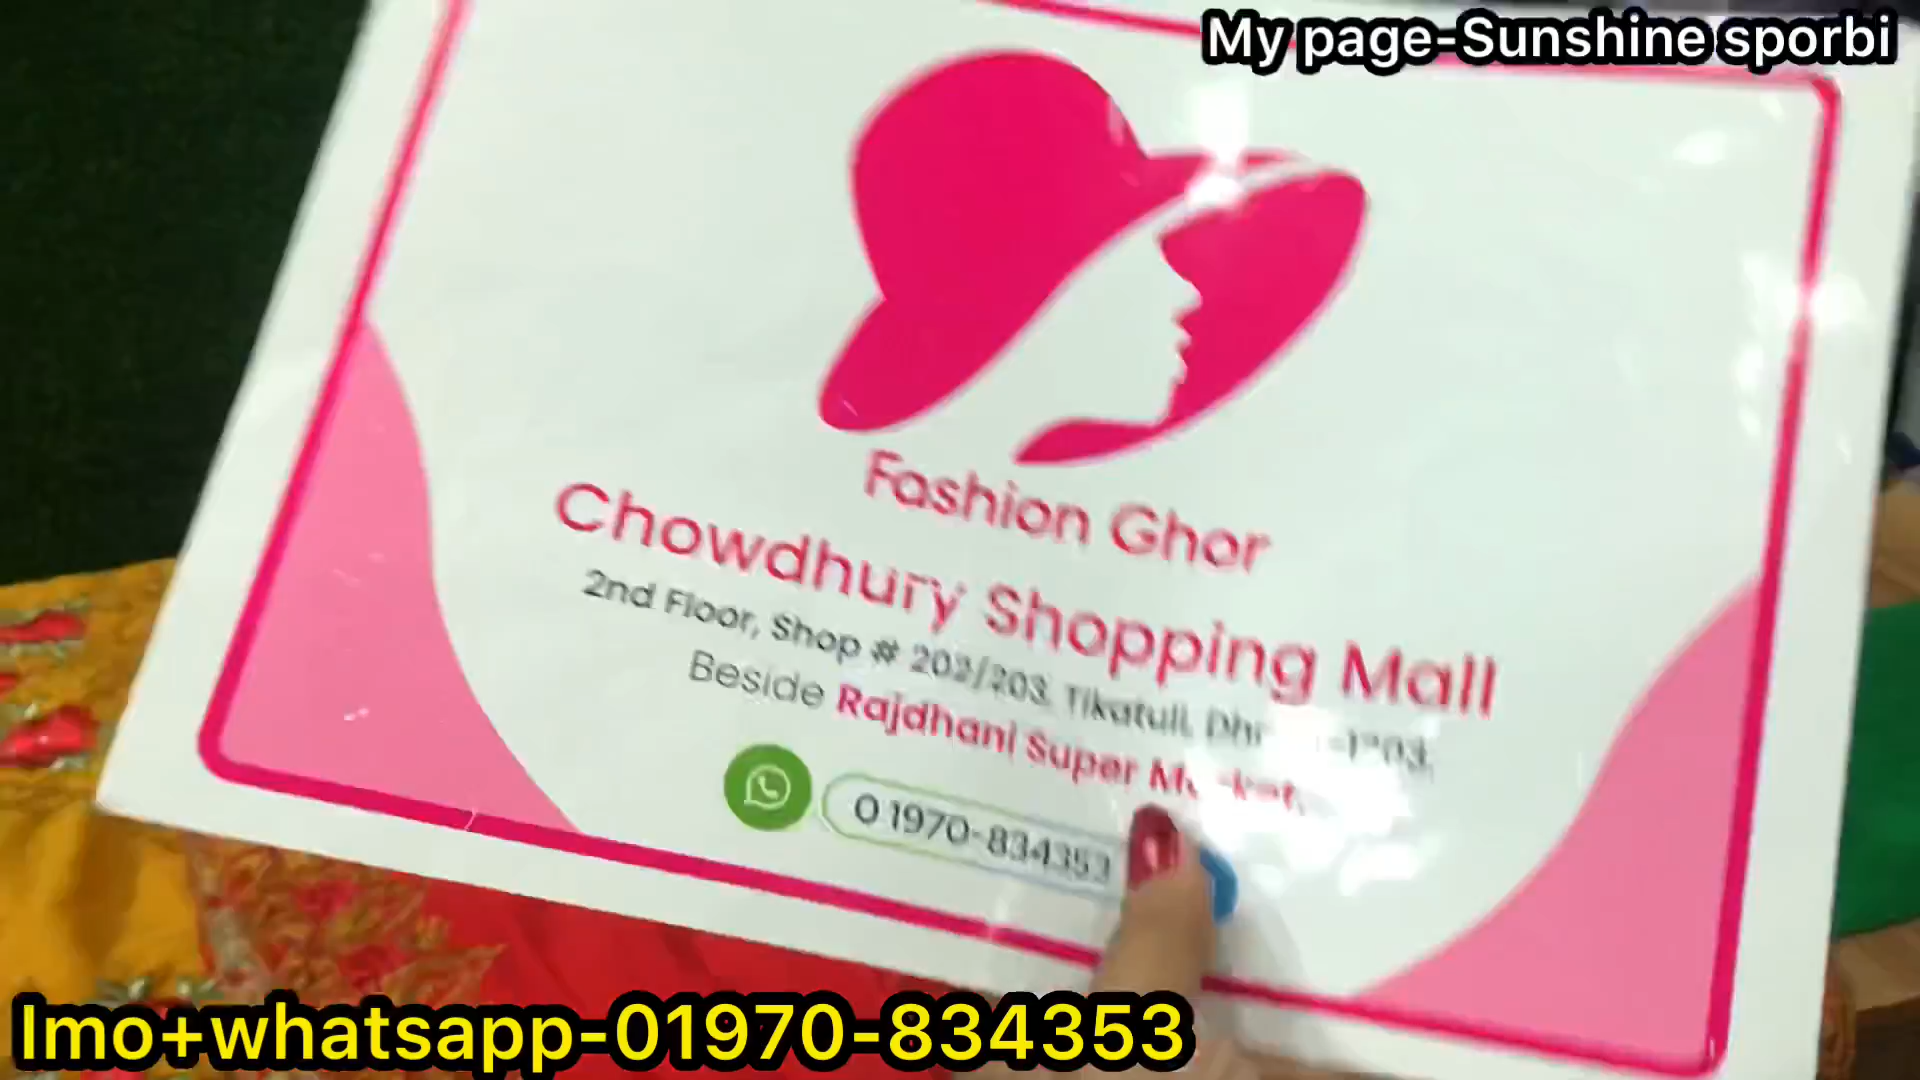 My page-Sunshine sporbi
Fashion Ghor
Chowdhury Shopping Mall
2nd Floor, Shop # 202/203, Tikatuli,
Beside Rajdhani Super
01970-834353
Imo+whatsapp-01970-834353